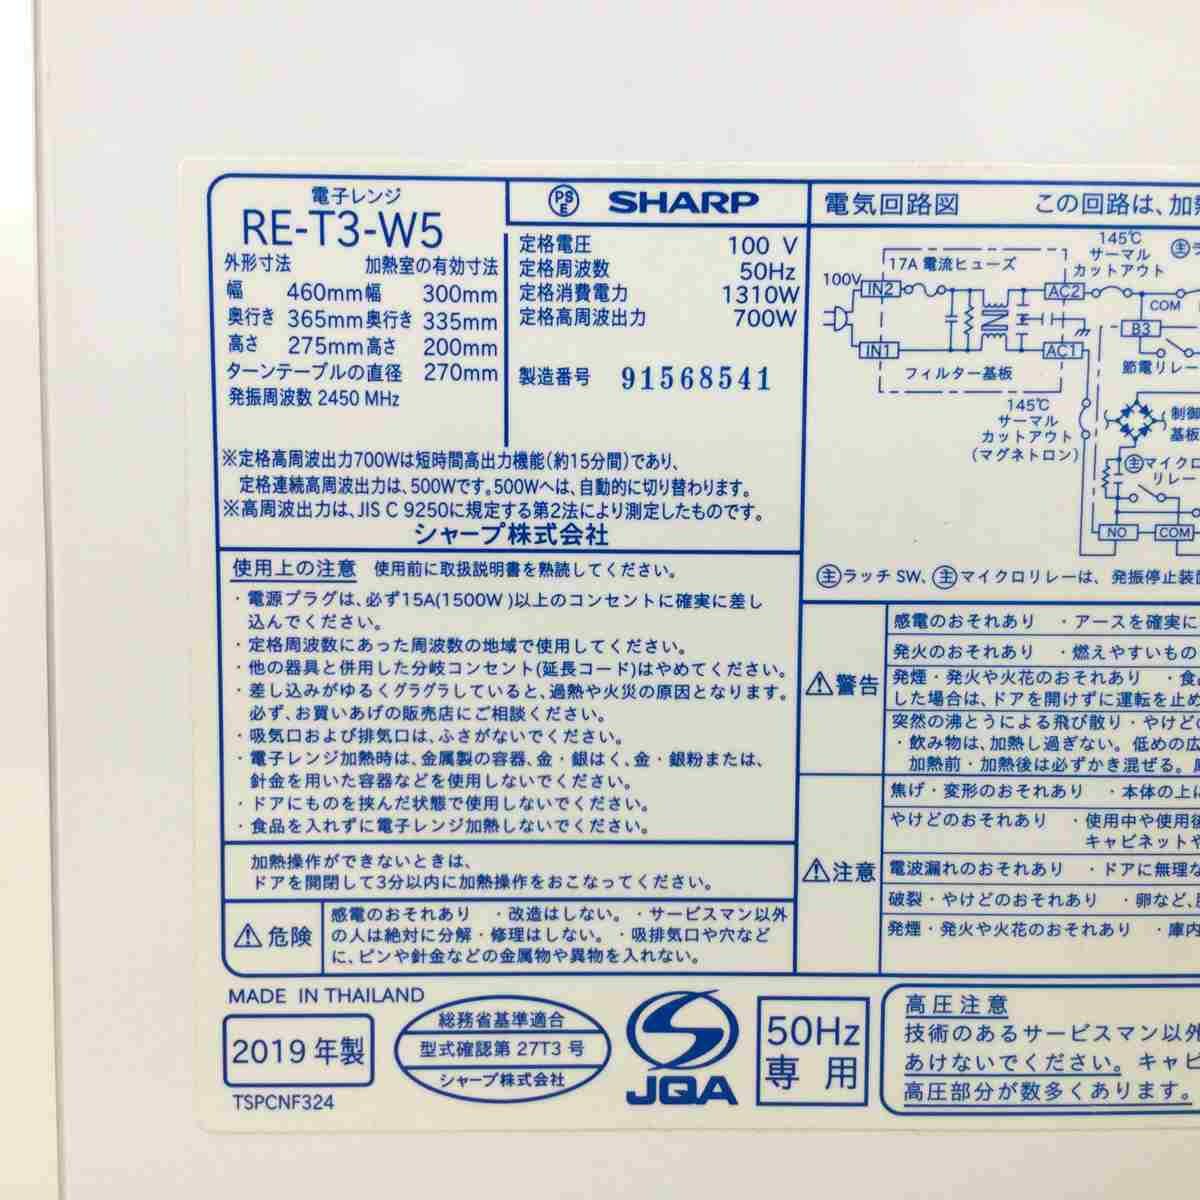 電子レンジ
RE-T3-W5
外形寸法 加熱室の有効寸法
幅 460mm 幅 300mm
奥行き 365mm 奥行き 335mm
高さ 275mm 高さ 200mm
ターンテーブルの直径 270mm
発振周波数 2450 MHz
PS E SHARP
定格電圧 100 V
定格周波数 50Hz
定格消費電力 1310W
定格高周波出力 700W
製造番号 91568541
※定格高周波出力700Wは短時間高出力機能(約15分間)であり、
定格連続高周波出力は、500Wです。500Wへは、自動的に切り替わります。
※高周波出力は、JIS C 9250に規定する第2法により測定したものです。
シャープ株式会社
使用上の注意 使用前に取扱説明書を熟読してください。
・電源プラグは、必ず15A(1500W)以上のコンセントに確実に差し
込んでください。
・定格周波数にあった周波数の地域で使用してください。
・他の器具と併用した分岐コンセント(延長コード)はやめてください。
・差し込みがゆるくグラグラしていると、過熱や火災の原因となります。
必ず、お買いあげの販売店にご相談ください。
・吸気口および排気口は、ふさがないでください。
・電子レンジ加熱時は、金属製の容器、金・銀はく、金・銀粉または、
針金を用いた容器などを使用しないでください。
・ドアにものを挟んだ状態で使用しないでください。
・食品を入れずに電子レンジ加熱しないでください。
加熱操作ができないときは、
ドアを開閉して3分以内に加熱操作をおこなってください。
危険
感電のおそれあり ・改造はしない。・サービスマン以外
の人は絶対に分解・修理はしない。・吸排気口や穴など
に、ピンや針金などの金属物や異物を入れない。
電気回路図 この回路は、加熱
100V
IN2
IN1
17A 電流ヒューズ
AC2
AC1
フィルター基板
145℃
サーマル
カットアウト
COM
B3
節電リレー
145℃
サーマル
カットアウト
(マグネトロン)
制御
基板
主マイクロ
リレー
NO
COM
主ラッチ SW、主マイクロリレーは、発振停止装置
警告
感電のおそれあり ・アースを確実に
発火のおそれあり ・燃えやすいもの
発煙・発火や火花のおそれあり ・食品
した場合は、ドアを開けずに運転を止め
突然の沸とうによる飛び散り・やけどの
・飲み物は、加熱し過ぎない。低めの広
加熱前・加熱後は必ずかき混ぜる。
注意
焦げ・変形のおそれあり ・本体の上に
やけどのおそれあり ・使用中や使用後
キャビネットや
電波漏れのおそれあり ・ドアに無理な
破裂・やけどのおそれあり ・卵など、
発煙・発火や火花のおそれあり ・庫内
MADE IN THAILAND
2019 年製
TSPCNF324
総務省基準適合
型式確認第 27T3 号
シャープ株式会社
JQA
50Hz
専用
高圧注意
技術のあるサービスマン以外
あけないでください。キャビ
高圧部分が数多くあります。